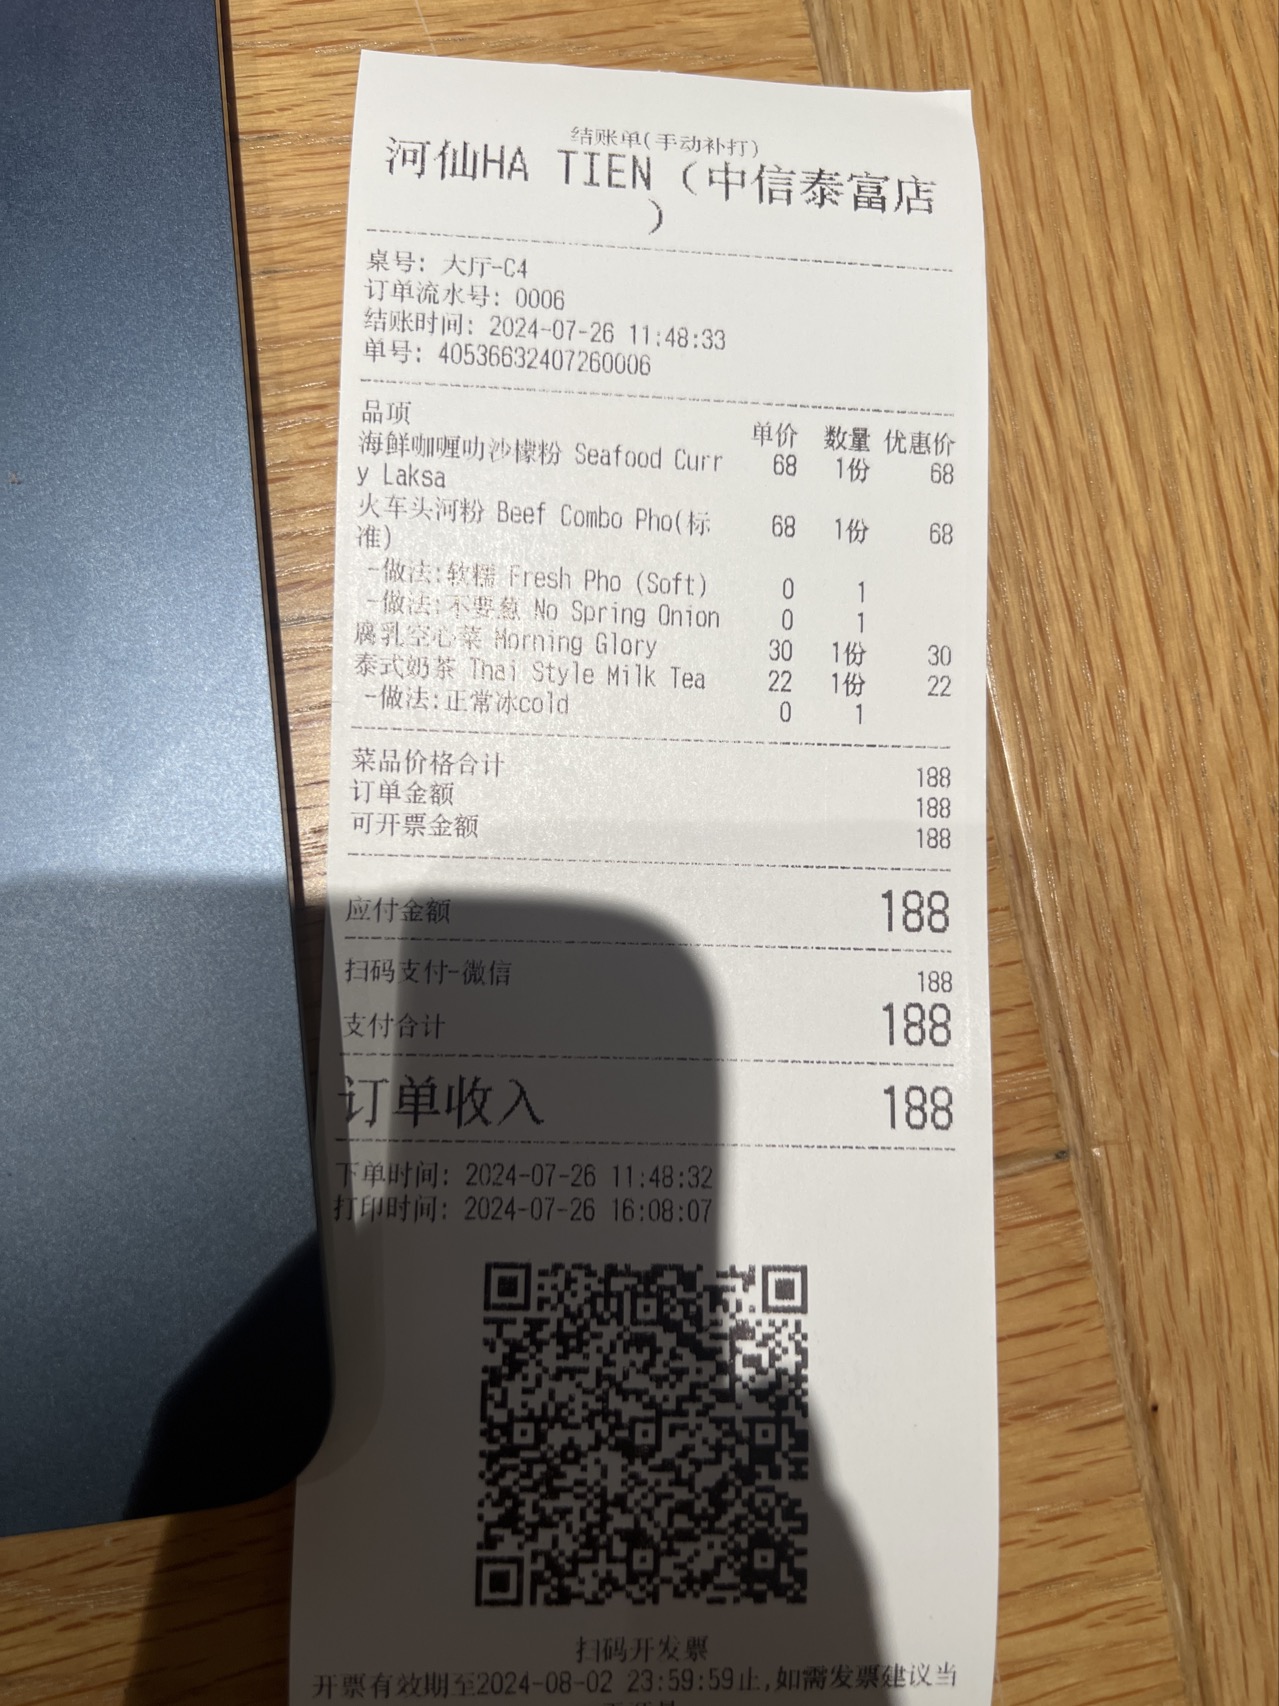 结账单(手动补打)
河仙HA TIEN（中信泰富店
）
桌号: 大厅-C4
订单流水号: 0006
结账时间: 2024-07-26 11:48:33
单号: 40536632407260006
品项 单价 数量 优惠价
海鲜咖喱叻沙檬粉 Seafood Curr 68 1份 68
y Laksa
火车头河粉 Beef Combo Pho(标 68 1份 68
准)
-做法:软糯 Fresh Pho (Soft) 0 1
-做法:不要葱 No Spring Onion 0 1
腐乳空心菜 Morning Glory 30 1份 30
泰式奶茶 Thai Style Milk Tea 22 1份 22
-做法:正常冰cold 0 1
菜品价格合计 188
订单金额 188
可开票金额 188
应付金额 188
扫码支付-微信 188
支付合计 188
订单收入 188
下单时间: 2024-07-26 11:48:32
打印时间: 2024-07-26 16:08:07
扫码开发票
开票有效期至2024-08-02 23:59:59止,如需发票建议当